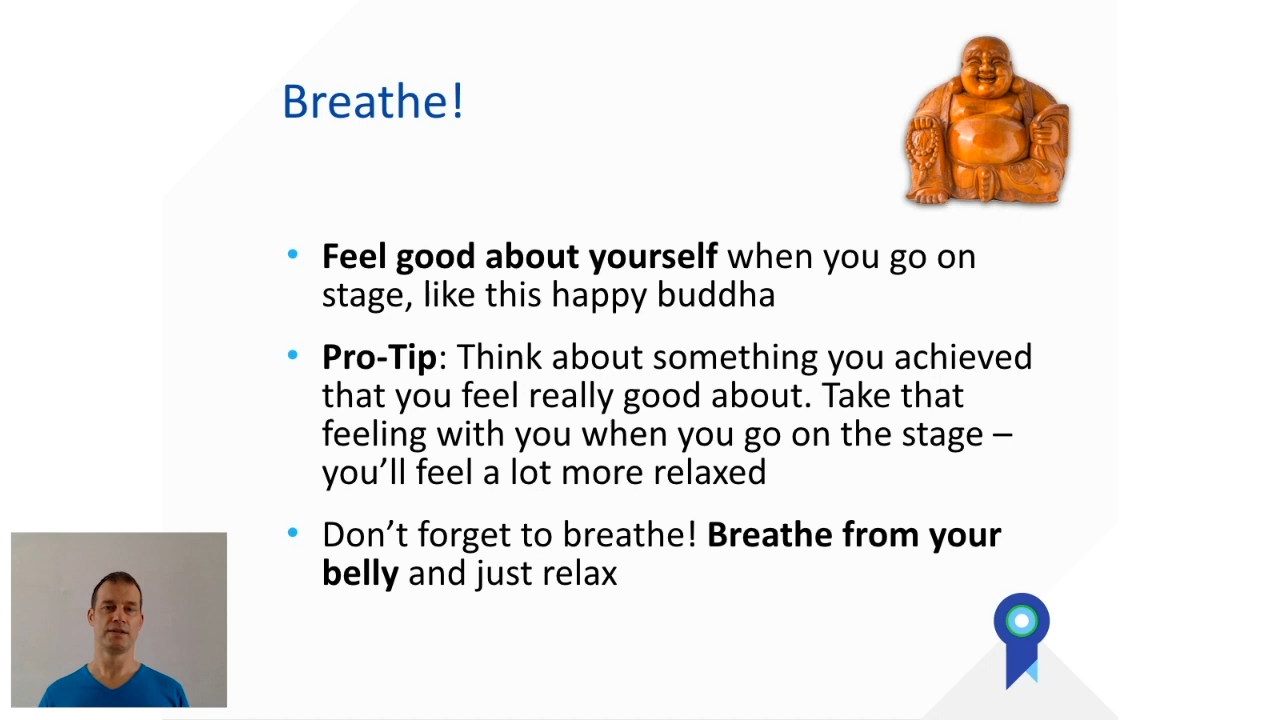 Breathe!
• Feel good about yourself when you go on
stage, like this happy buddha
• Pro-Tip: Think about something you achieved
that you feel really good about. Take that
feeling with you when you go on the stage –
you’ll feel a lot more relaxed
• Don’t forget to breathe! Breathe from your
belly and just relax